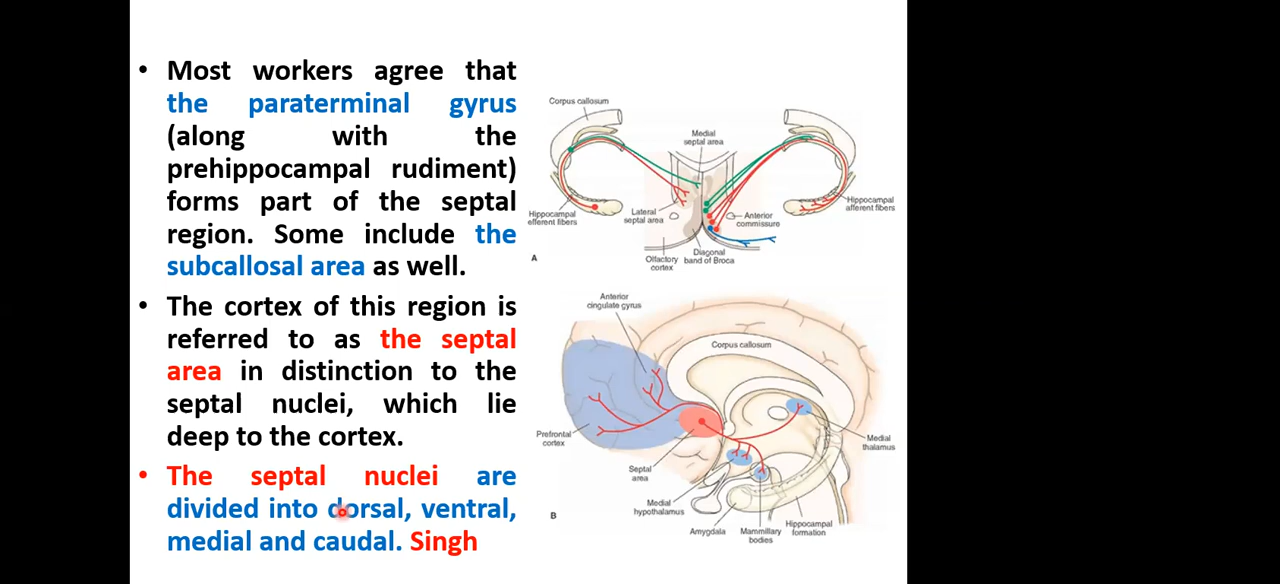 • Most workers agree that
the paraterminal gyrus
(along with the
prehippocampal rudiment)
forms part of the septal
region. Some include the
subcallosal area as well.
• The cortex of this region is
referred to as the septal
area in distinction to the
septal nuclei, which lie
deep to the cortex.
• The septal nuclei are
divided into dorsal, ventral,
medial and caudal. Singh
Corpus callosum
Medial
septal area
Hippocampal
efferent fibers
Lateral
septal area
Anterior
commissure
Hippocampal
afferent fibers
Olfactory
cortex
Diagonal
band of Broca
A
Anterior
cingulate gyrus
Corpus callosum
Prefrontal
cortex
Septal
area
Medial
thalamus
Medial
hypothalamus
Amygdala
Mammillary
bodies
Hippocampal
formation
B